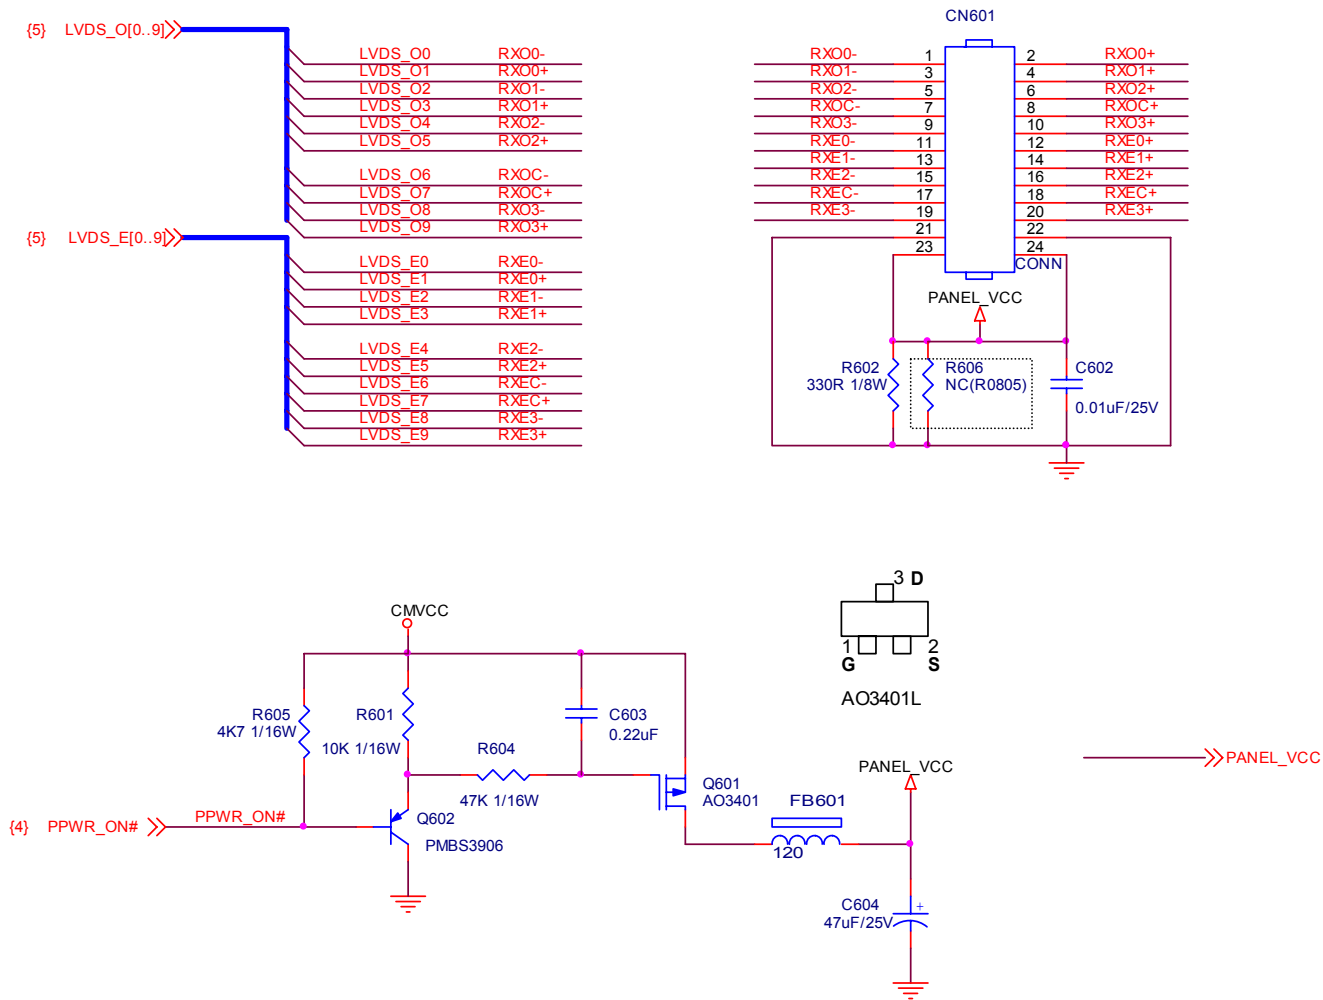 {5} LVDS_O[0..9]
LVDS_O0 RXO0-
LVDS_O1 RXO0+
LVDS_O2 RXO1-
LVDS_O3 RXO1+
LVDS_O4 RXO2-
LVDS_O5 RXO2+
LVDS_O6 RXOC-
LVDS_O7 RXOC+
LVDS_O8 RXO3-
LVDS_O9 RXO3+
{5} LVDS_E[0..9]
LVDS_E0 RXE0-
LVDS_E1 RXE0+
LVDS_E2 RXE1-
LVDS_E3 RXE1+
LVDS_E4 RXE2-
LVDS_E5 RXE2+
LVDS_E6 RXEC-
LVDS_E7 RXEC+
LVDS_E8 RXE3-
LVDS_E9 RXE3+
CN601
RXO0- 1 2 RXO0+
RXO1- 3 4 RXO1+
RXO2- 5 6 RXO2+
RXOC- 7 8 RXOC+
RXO3- 9 10 RXO3+
RXE0- 11 12 RXE0+
RXE1- 13 14 RXE1+
RXE2- 15 16 RXE2+
RXEC- 17 18 RXEC+
RXE3- 19 20 RXE3+
21 22
23 24
CONN
PANEL_VCC
R602
330R 1/8W
R606
NC(R0805)
C602
0.01uF/25V
3 D
1 2
G S
AO3401L
CMVCC
R605
4K7 1/16W
R601
10K 1/16W
R604
47K 1/16W
C603
0.22uF
Q601
AO3401
{4} PPWR_ON# PPWR_ON#
Q602
PMBS3906
FB601
120
PANEL_VCC
C604
+
47uF/25V
PANEL_VCC